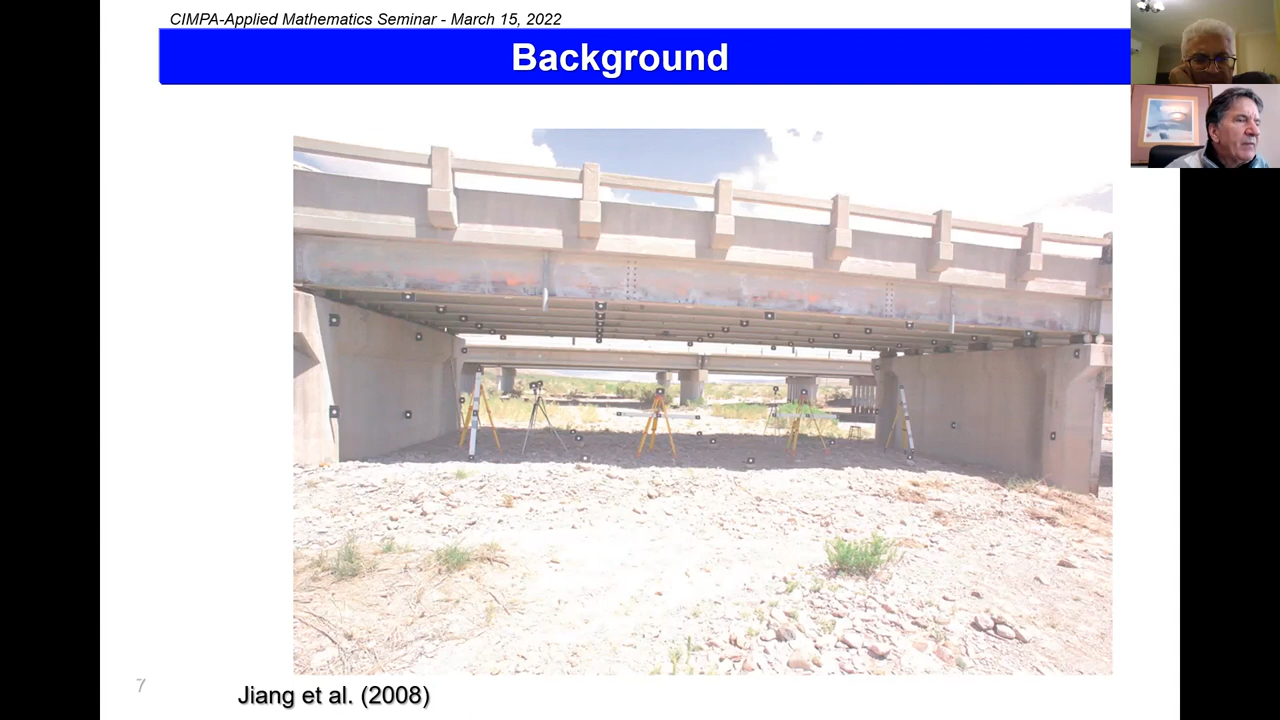 CIMPA-Applied Mathematics Seminar - March 15, 2022
Background
7
Jiang et al. (2008)